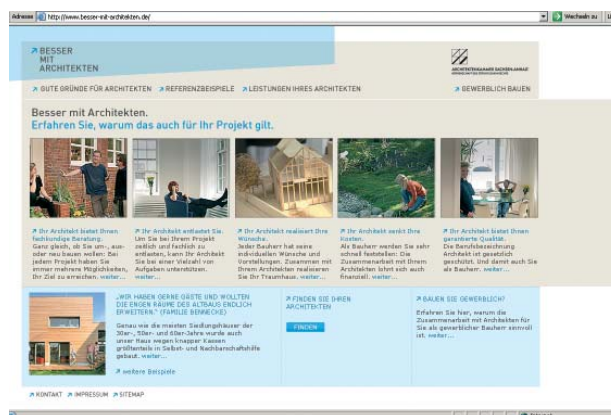 Adresse http://www.besser-mit-architekten.de/ Wechseln zu
BESSER
MIT
ARCHITEKTEN
ARCHITEKTENKAMMER SACHSEN-ANHALT
GUTE GRÜNDE FÜR ARCHITEKTEN REFERENZBEISPIELE LEISTUNGEN IHRES ARCHITEKTEN GEWERBLICH BAUEN
Besser mit Architekten.
Erfahren Sie, warum das auch für Ihr Projekt gilt.
Ihr Architekt bietet Ihnen
fachkundige Beratung.
Ganz gleich, ob Sie um-, aus-
oder neu bauen wollen: Bei
jedem Projekt haben Sie
immer mehrere Möglichkeiten,
Ihr Ziel zu erreichen. weiter...
Ihr Architekt entlastet Sie.
Um Sie bei Ihrem Projekt
zeitlich und fachlich zu
entlasten, kann Ihr Architekt
Sie bei einer Vielzahl von
Aufgaben unterstützen.
weiter...
Ihr Architekt realisiert Ihre
Wünsche.
Jeder Bauherr hat seine
individuellen Wünsche und
Vorstellungen. Zusammen mit
Ihrem Architekten realisieren
Sie Ihr Traumhaus. weiter...
Ihr Architekt senkt Ihre
Kosten.
Als Bauherr werden Sie sehr
schnell feststellen: Die
Zusammenarbeit mit Ihrem
Architekten lohnt sich auch
finanziell. weiter...
Ihr Architekt bietet Ihnen
garantierte Qualität.
Die Berufsbezeichnung
Architekt ist gesetzlich
geschützt. Und damit auch Sie
als Bauherr. weiter...
„WIR HABEN GERNE GÄSTE UND WOLLTEN
DIE ENGEN RÄUME DES ALTBAUS ENDLICH
ERWEITERN.“ (FAMILIE BENNECKE)
Genau wie die meisten Siedlungshäuser der
30er-, 50er- und 60er-Jahre wurde auch
unser Haus wegen knapper Kassen
größtenteils in Selbst- und Nachbarschaftshilfe
gebaut. weiter...
weitere Beispiele
FINDEN SIE IHREN
ARCHITEKTEN
FINDEN
BAUEN SIE GEWERBLICH?
Erfahren Sie hier, warum die
Zusammenarbeit mit Architekten für
Sie als gewerblicher Bauherr sinnvoll
ist. weiter...
KONTAKT IMPRESSUM SITEMAP